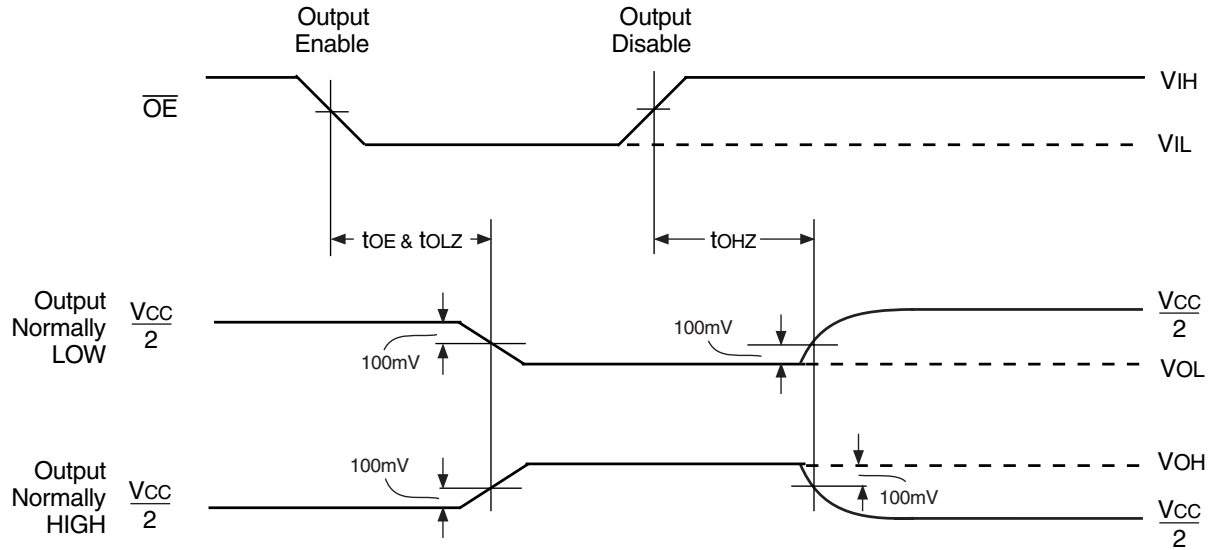 Output
Enable
Output
Disable
OE
VIH
VIL
tOE & tOLZ
tOHZ
Output
Normally
LOW
VCC
2
100mV
100mV
VCC
2
VOL
Output
Normally
HIGH
VCC
2
100mV
VOH
100mV
VCC
2